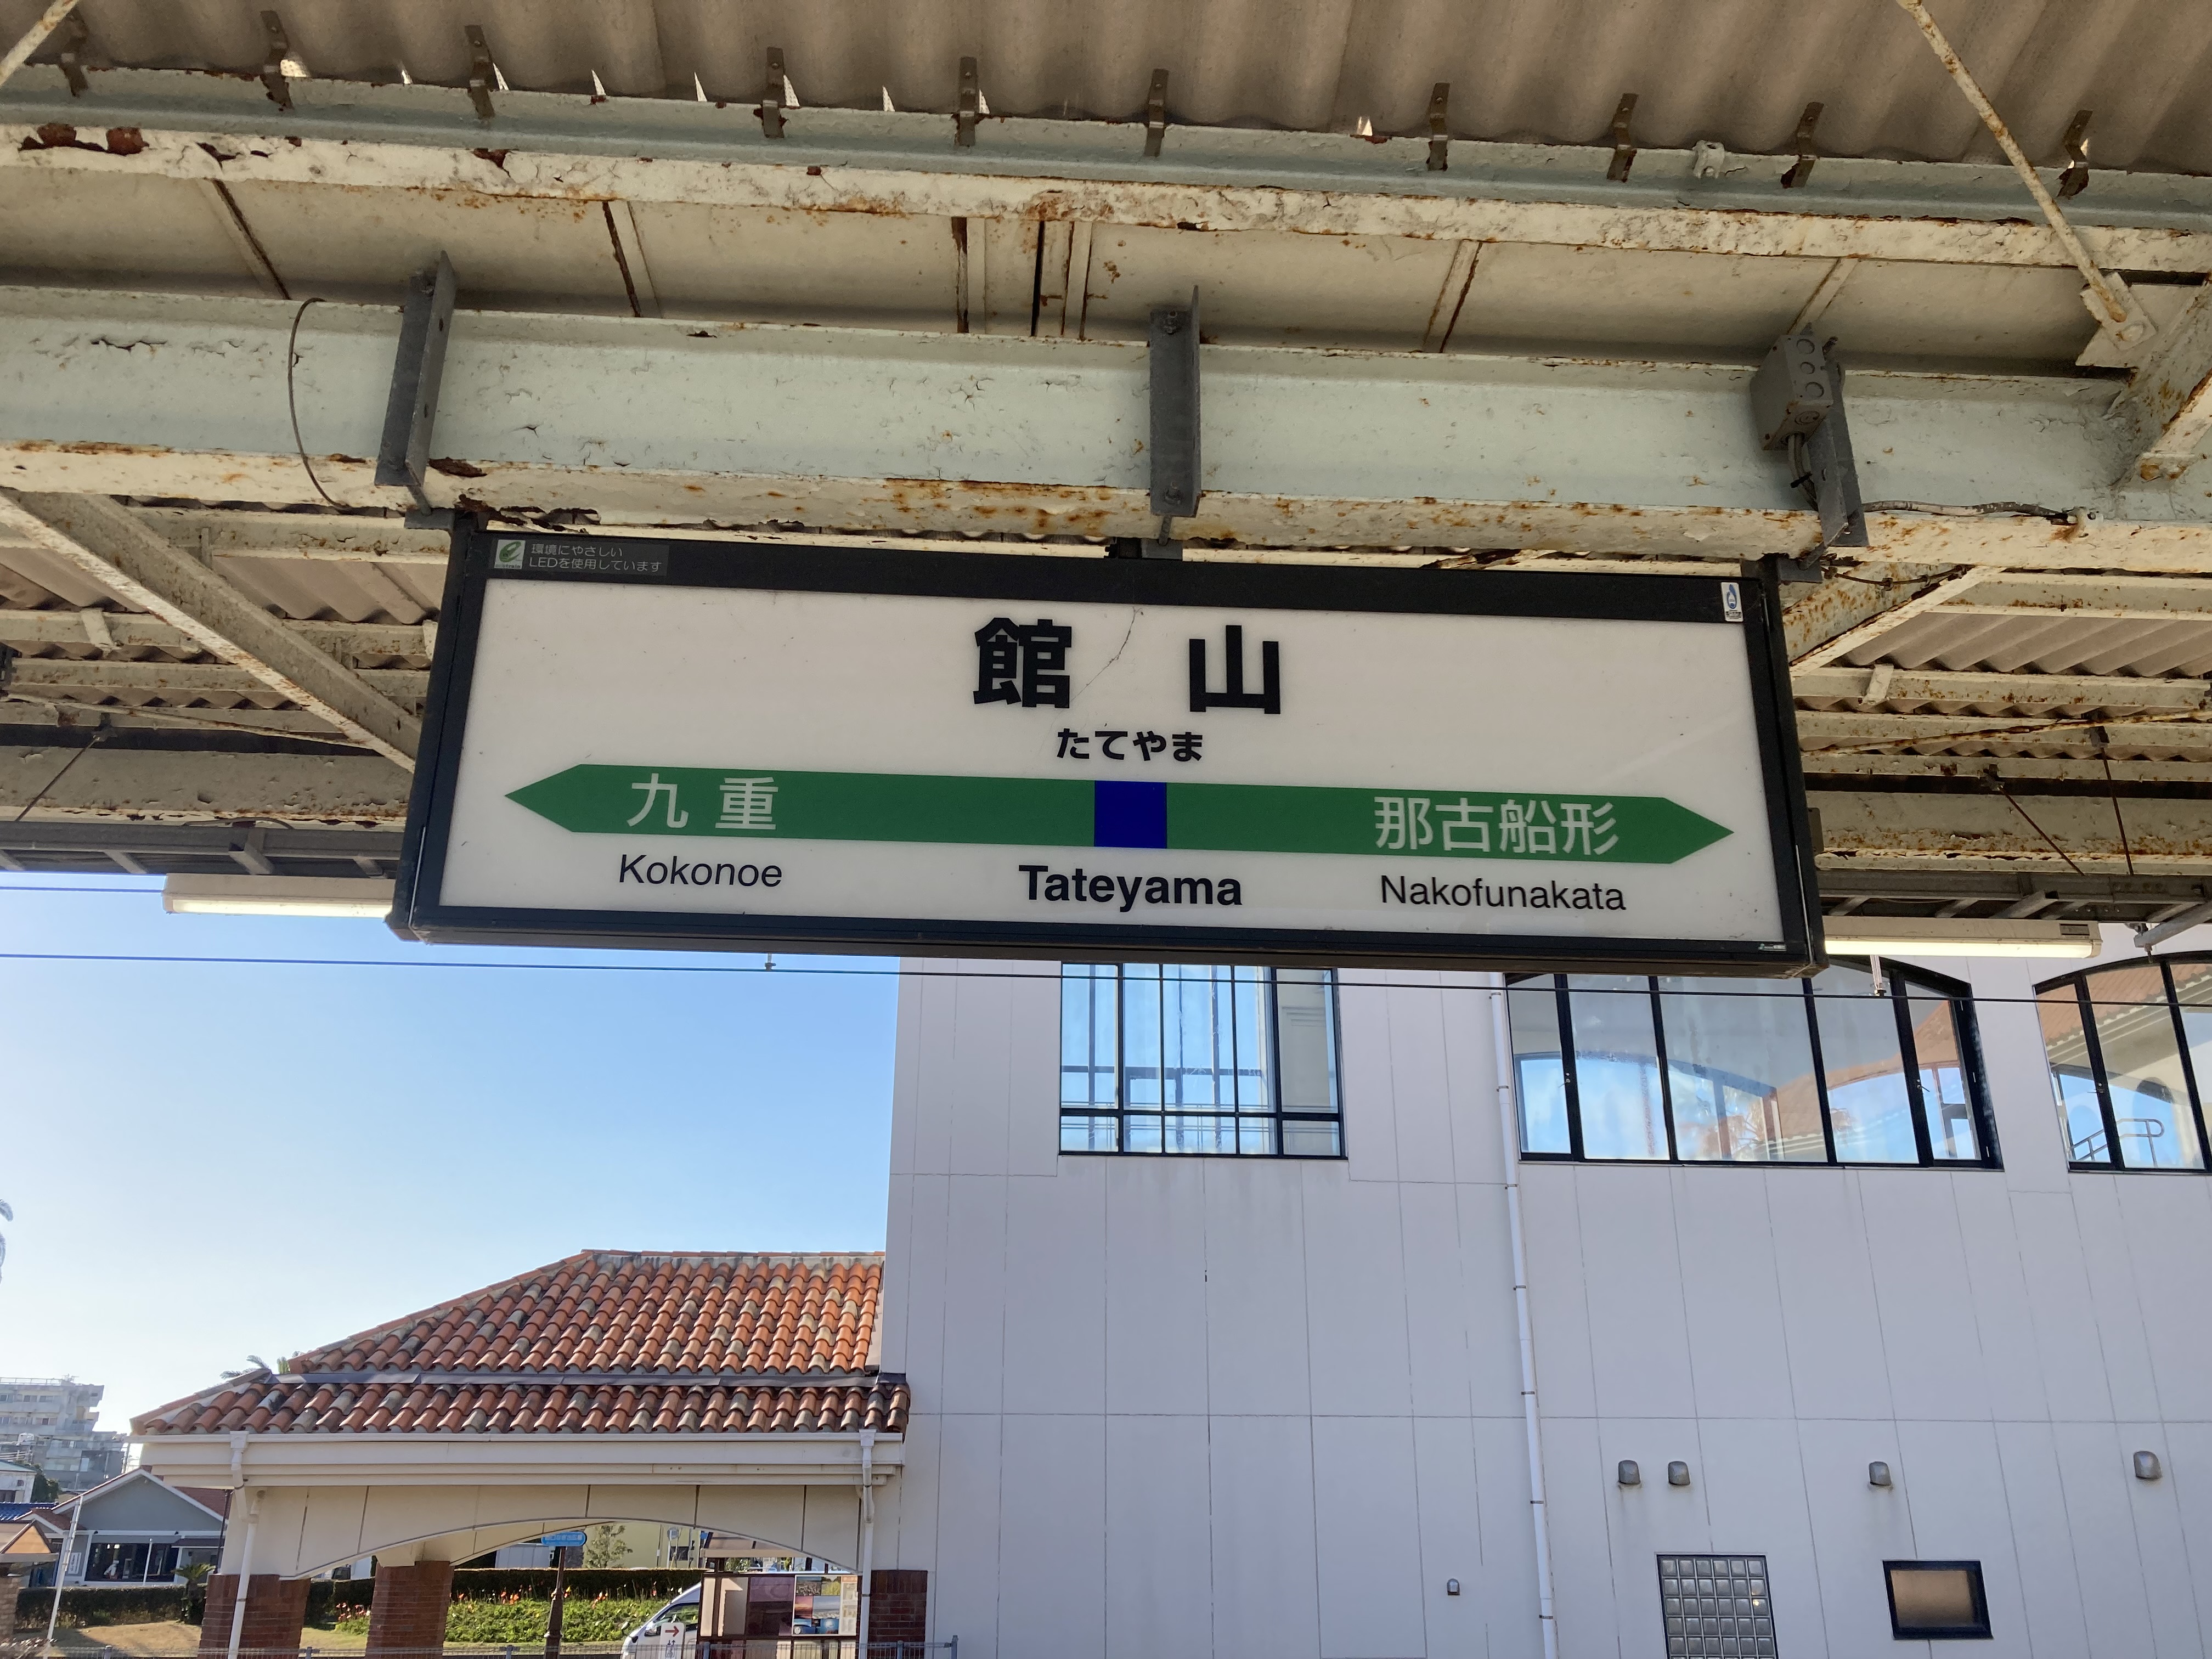 環境にやさしい
LEDを使用しています
館 山
たてやま
九 重
那古船形
Kokonoe
Tateyama
Nakofunakata